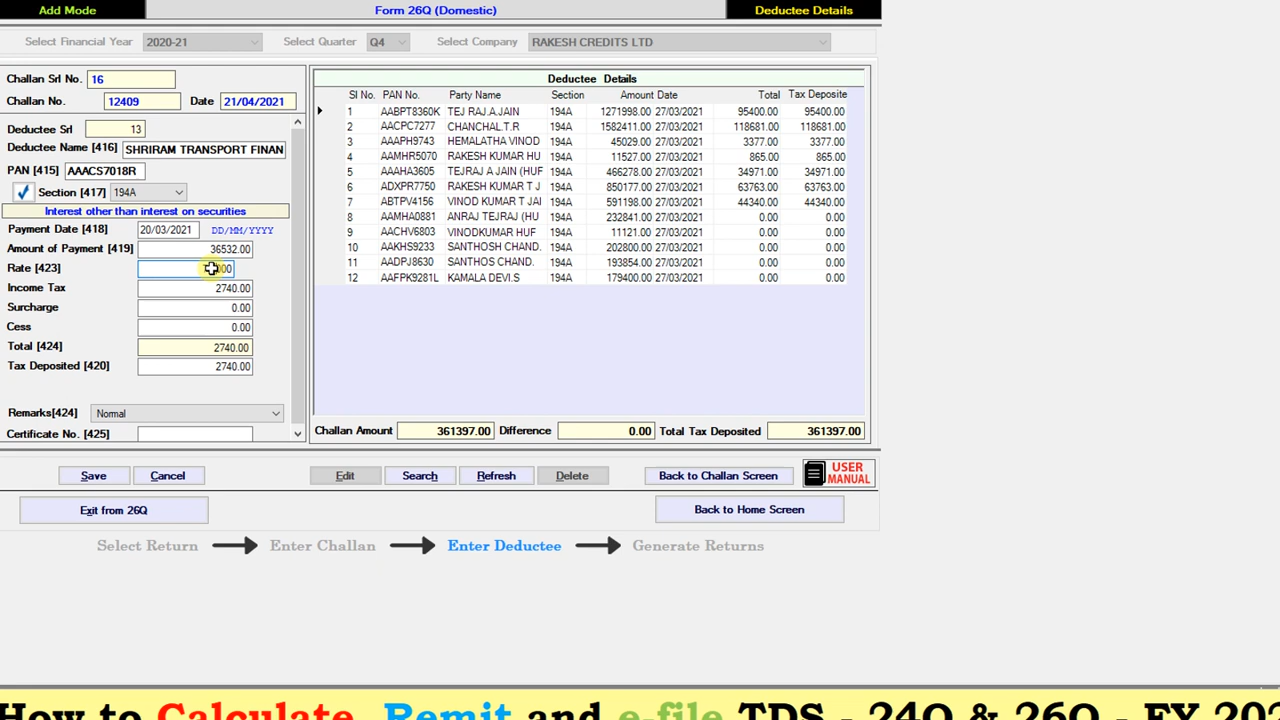 Add Mode Form 26Q (Domestic) Deductee Details
Select Financial Year 2020-21 Select Quarter Q4 Select Company RAKESH CREDITS LTD
Challan Srl No. 16
Challan No. 12409 Date 21/04/2021
Deductee Srl 13
Deductee Name [416] SHRIRAM TRANSPORT FINAN
PAN [415] AAACS7018R
Section [417] 194A
Interest other than interest on securities
Payment Date [418] 20/03/2021 DD/MM/YYYY
Amount of Payment [419] 36532.00
Rate [423]
Income Tax 2740.00
Surcharge 0.00
Cess 0.00
Total [424] 2740.00
Tax Deposited [420] 2740.00
Remarks[424] Normal
Certificate No. [425]
Deductee Details
Sl No. PAN No. Party Name Section Amount Date Total Tax Deposite
1 AABPT8360K TEJ RAJ.A.JAIN 194A 1271998.00 27/03/2021 95400.00 95400.00
2 AACPC7277 CHANCHAL.T.R 194A 1582411.00 27/03/2021 118681.00 118681.00
3 AAAPH9743 HEMALATHA VINOD 194A 45029.00 27/03/2021 3377.00 3377.00
4 AAMHR5070 RAKESH KUMAR HU 194A 11527.00 27/03/2021 865.00 865.00
5 AAAHA3605 TEJRAJ A JAIN (HUF 194A 466278.00 27/03/2021 34971.00 34971.00
6 ADXPR7750 RAKESH KUMAR T J 194A 850177.00 27/03/2021 63763.00 63763.00
7 ABTPV4156 VINOD KUMAR T JAI 194A 591198.00 27/03/2021 44340.00 44340.00
8 AAMHA0881 ANRAJ TEJRAJ (HU 194A 232841.00 27/03/2021 0.00 0.00
9 AACHV6803 VINODKUMAR HUF 194A 11121.00 27/03/2021 0.00 0.00
10 AAKHS9233 SANTHOSH CHAND. 194A 202800.00 27/03/2021 0.00 0.00
11 AADPJ8630 SANTHOS CHAND. 194A 193854.00 27/03/2021 0.00 0.00
12 AAFPK9281L KAMALA DEVI.S 194A 179400.00 27/03/2021 0.00 0.00
Challan Amount 361397.00 Difference 0.00 Total Tax Deposited 361397.00
Save Cancel Edit Search Refresh Delete Back to Challan Screen USER MANUAL
Exit from 26Q Back to Home Screen
Select Return Enter Challan Enter Deductee Generate Returns
How to Calculate, Remit and e-file TDS - 24Q & 26Q - FY 202